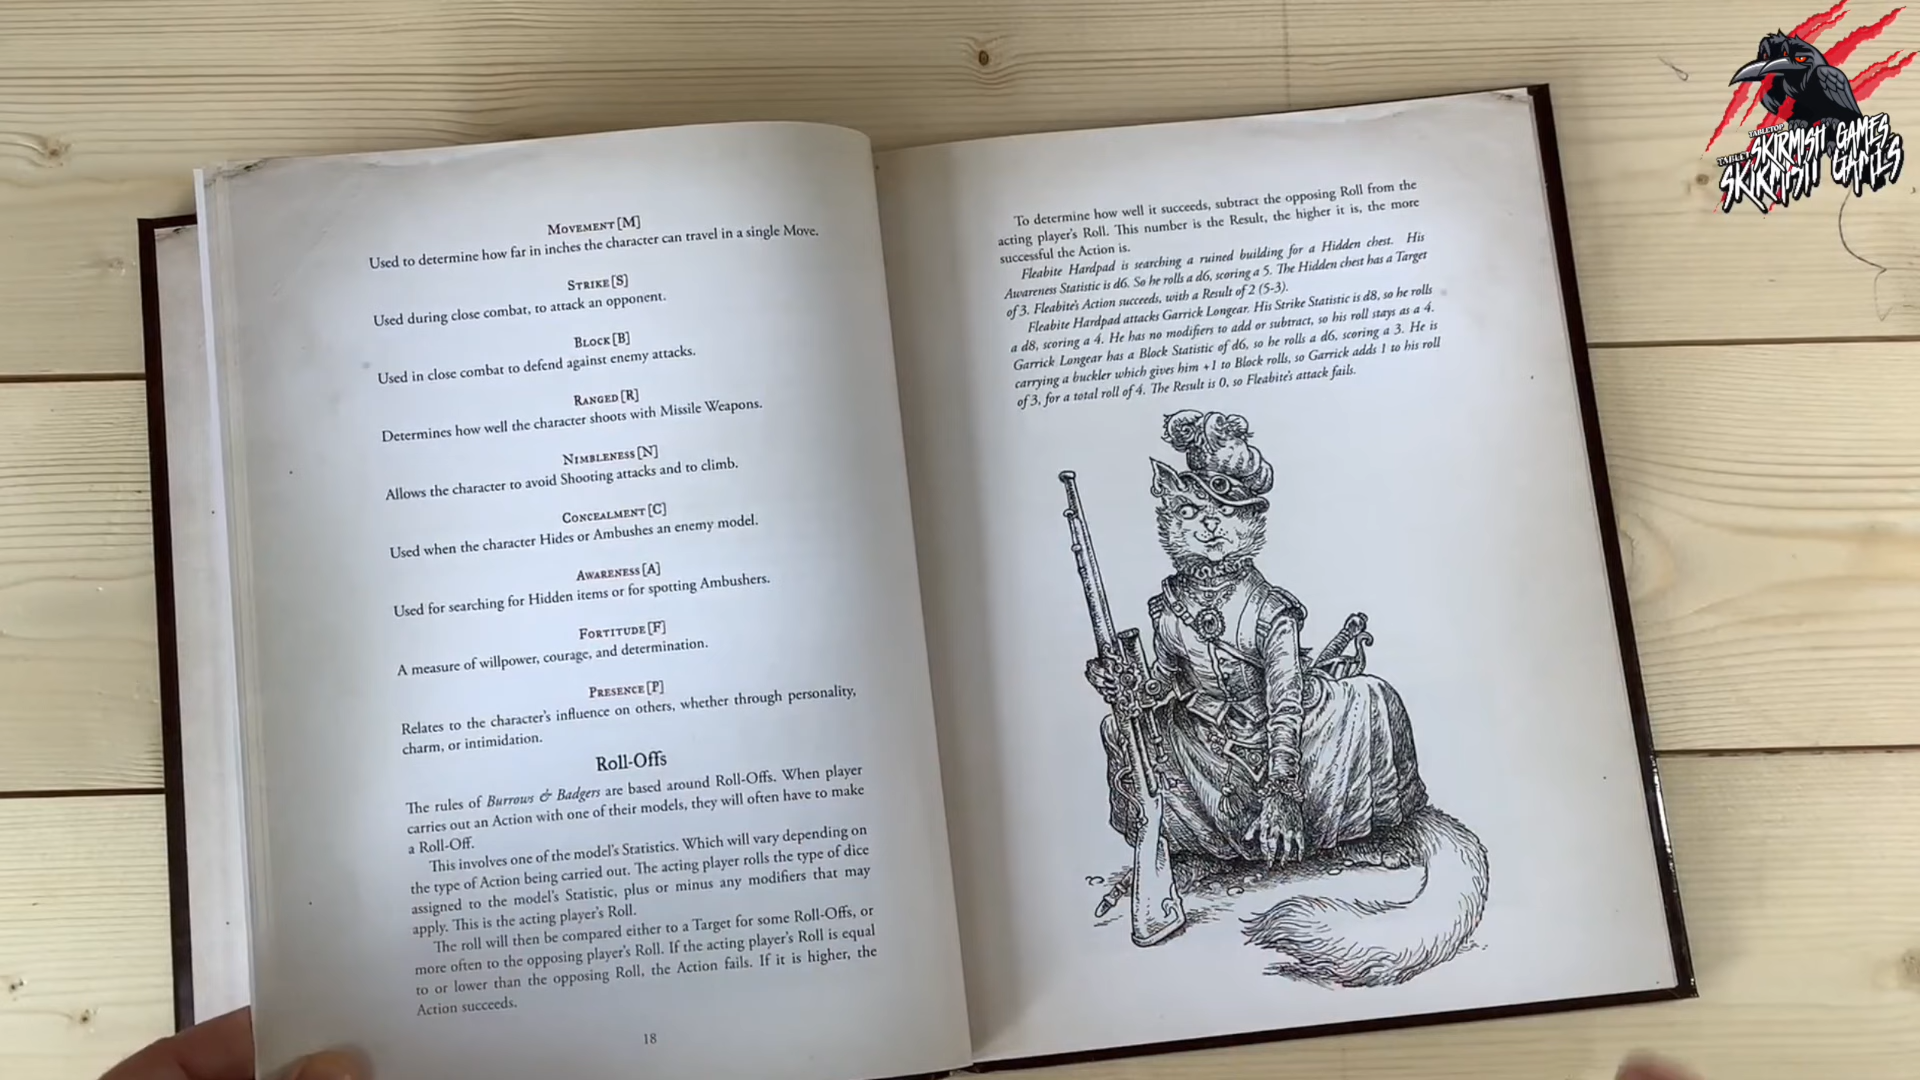 MOVEMENT [M]
Used to determine how far in inches the character can travel in a single Move.
STRIKE [S]
Used during close combat, to attack an opponent.
BLOCK [B]
Used in close combat to defend against enemy attacks.
RANGED [R]
Determines how well the character shoots with Missile Weapons.
NIMBLENESS [N]
Allows the character to avoid Shooting attacks and to climb.
CONCEALMENT [C]
Used when the character Hides or Ambushes an enemy model.
AWARENESS [A]
Used for searching for Hidden items or for spotting Ambushers.
FORTITUDE [F]
A measure of willpower, courage, and determination.
PRESENCE [P]
Relates to the character's influence on others, whether through personality,
charm, or intimidation.
Roll-Offs
The rules of Burrows & Badgers are based around Roll-Offs. When player
carries out an Action with one of their models, they will often have to make
a Roll-Off.
This involves one of the model's Statistics. Which will vary depending on
the type of Action being carried out. The acting player rolls the type of dice
assigned to the model's Statistic, plus or minus any modifiers that may
apply. This is the acting player's Roll.
The roll will then be compared either to a Target for some Roll-Offs, or
more often to the opposing player's Roll. If the acting player's Roll is equal
to or lower than the opposing Roll, the Action fails. If it is higher, the
Action succeeds.
18
To determine how well it succeeds, subtract the opposing Roll from the
acting player's Roll. This number is the Result, the higher it is, the more
successful the Action is.
Fleabite Hardpad is searching a ruined building for a Hidden chest. His
Awareness Statistic is d6. So he rolls a d6, scoring a 5. The Hidden chest has a Target
of 3. Fleabite's Action succeeds, with a Result of 2 (5-3).
Fleabite Hardpad attacks Garrick Longear. His Strike Statistic is d8, so he rolls
a d8, scoring a 4. He has no modifiers to add or subtract, so his roll stays as a 4.
Garrick Longear has a Block Statistic of d6, so he rolls a d6, scoring a 3. He is
carrying a buckler which gives him +1 to Block rolls, so Garrick adds 1 to his roll
of 3, for a total roll of 4. The Result is 0, so Fleabite's attack fails.
TABLETOP
SKIRMISH GAMES